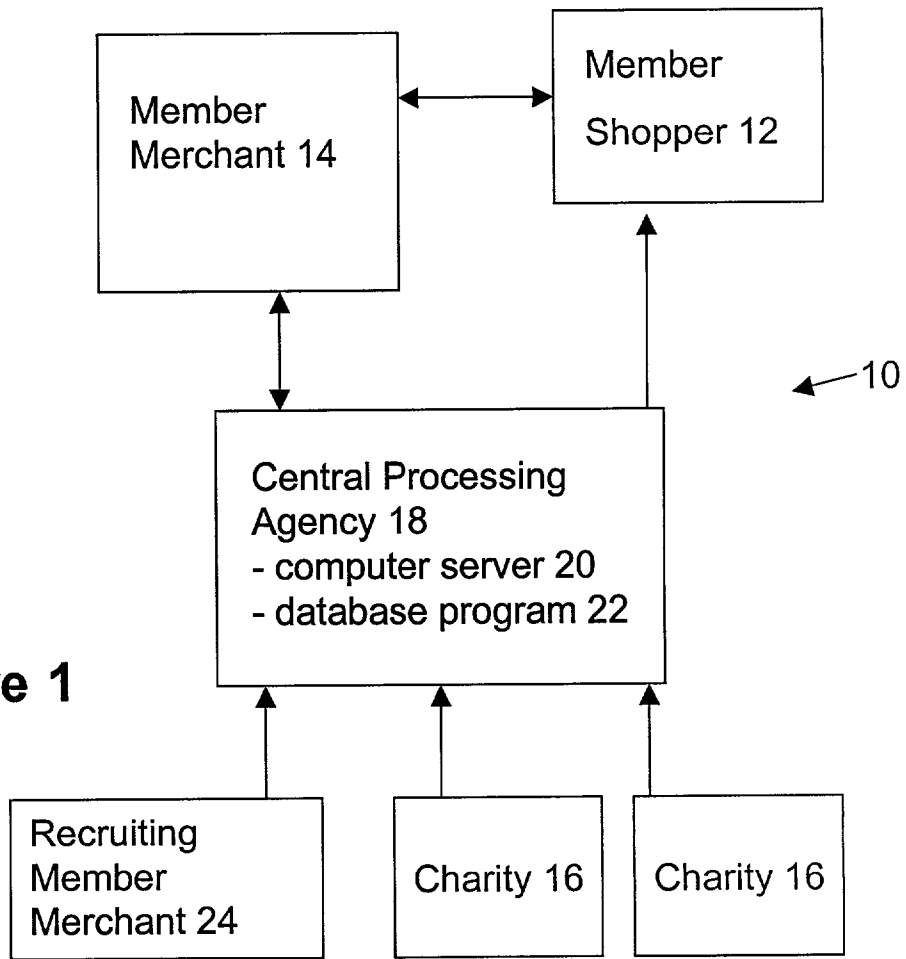 Member
Merchant 14
Member
Shopper 12
10
Central Processing
Agency 18
- computer server 20
- database program 22
e 1
Recruiting
Member
Merchant 24
Charity 16
Charity 16